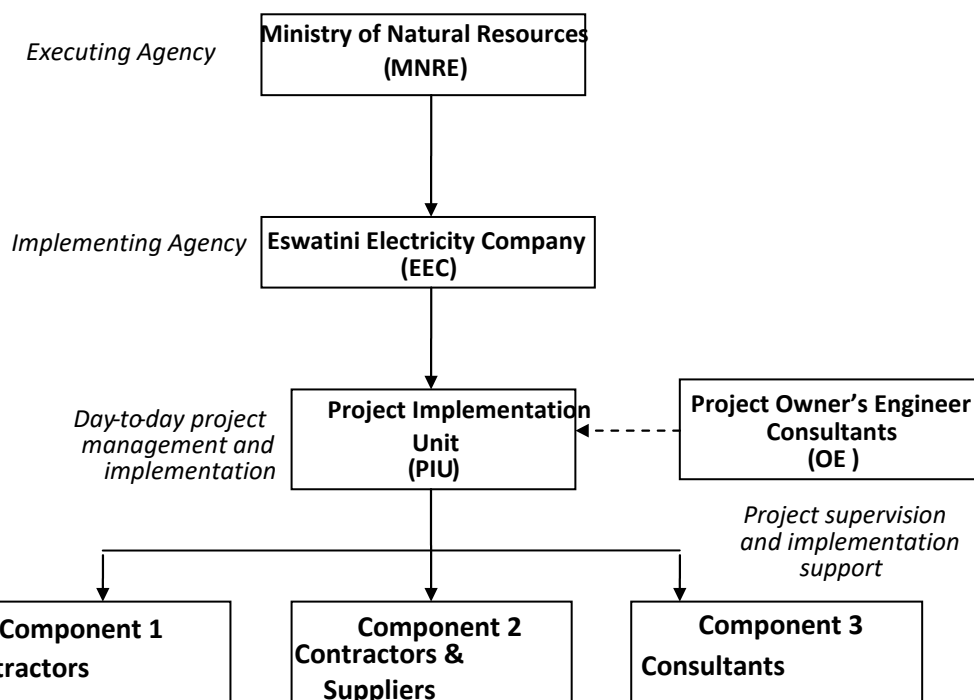 Executing Agency
Ministry of Natural Resources
(MNRE)
Implementing Agency
Eswatini Electricity Company
(EEC)
Day-to-day project
management and
implementation
Project Implementation
Unit
(PIU)
Project Owner’s Engineer
Consultants
(OE )
Project supervision
and implementation
support
Component 1
tractors
Component 2
Contractors &
Suppliers
Component 3
Consultants